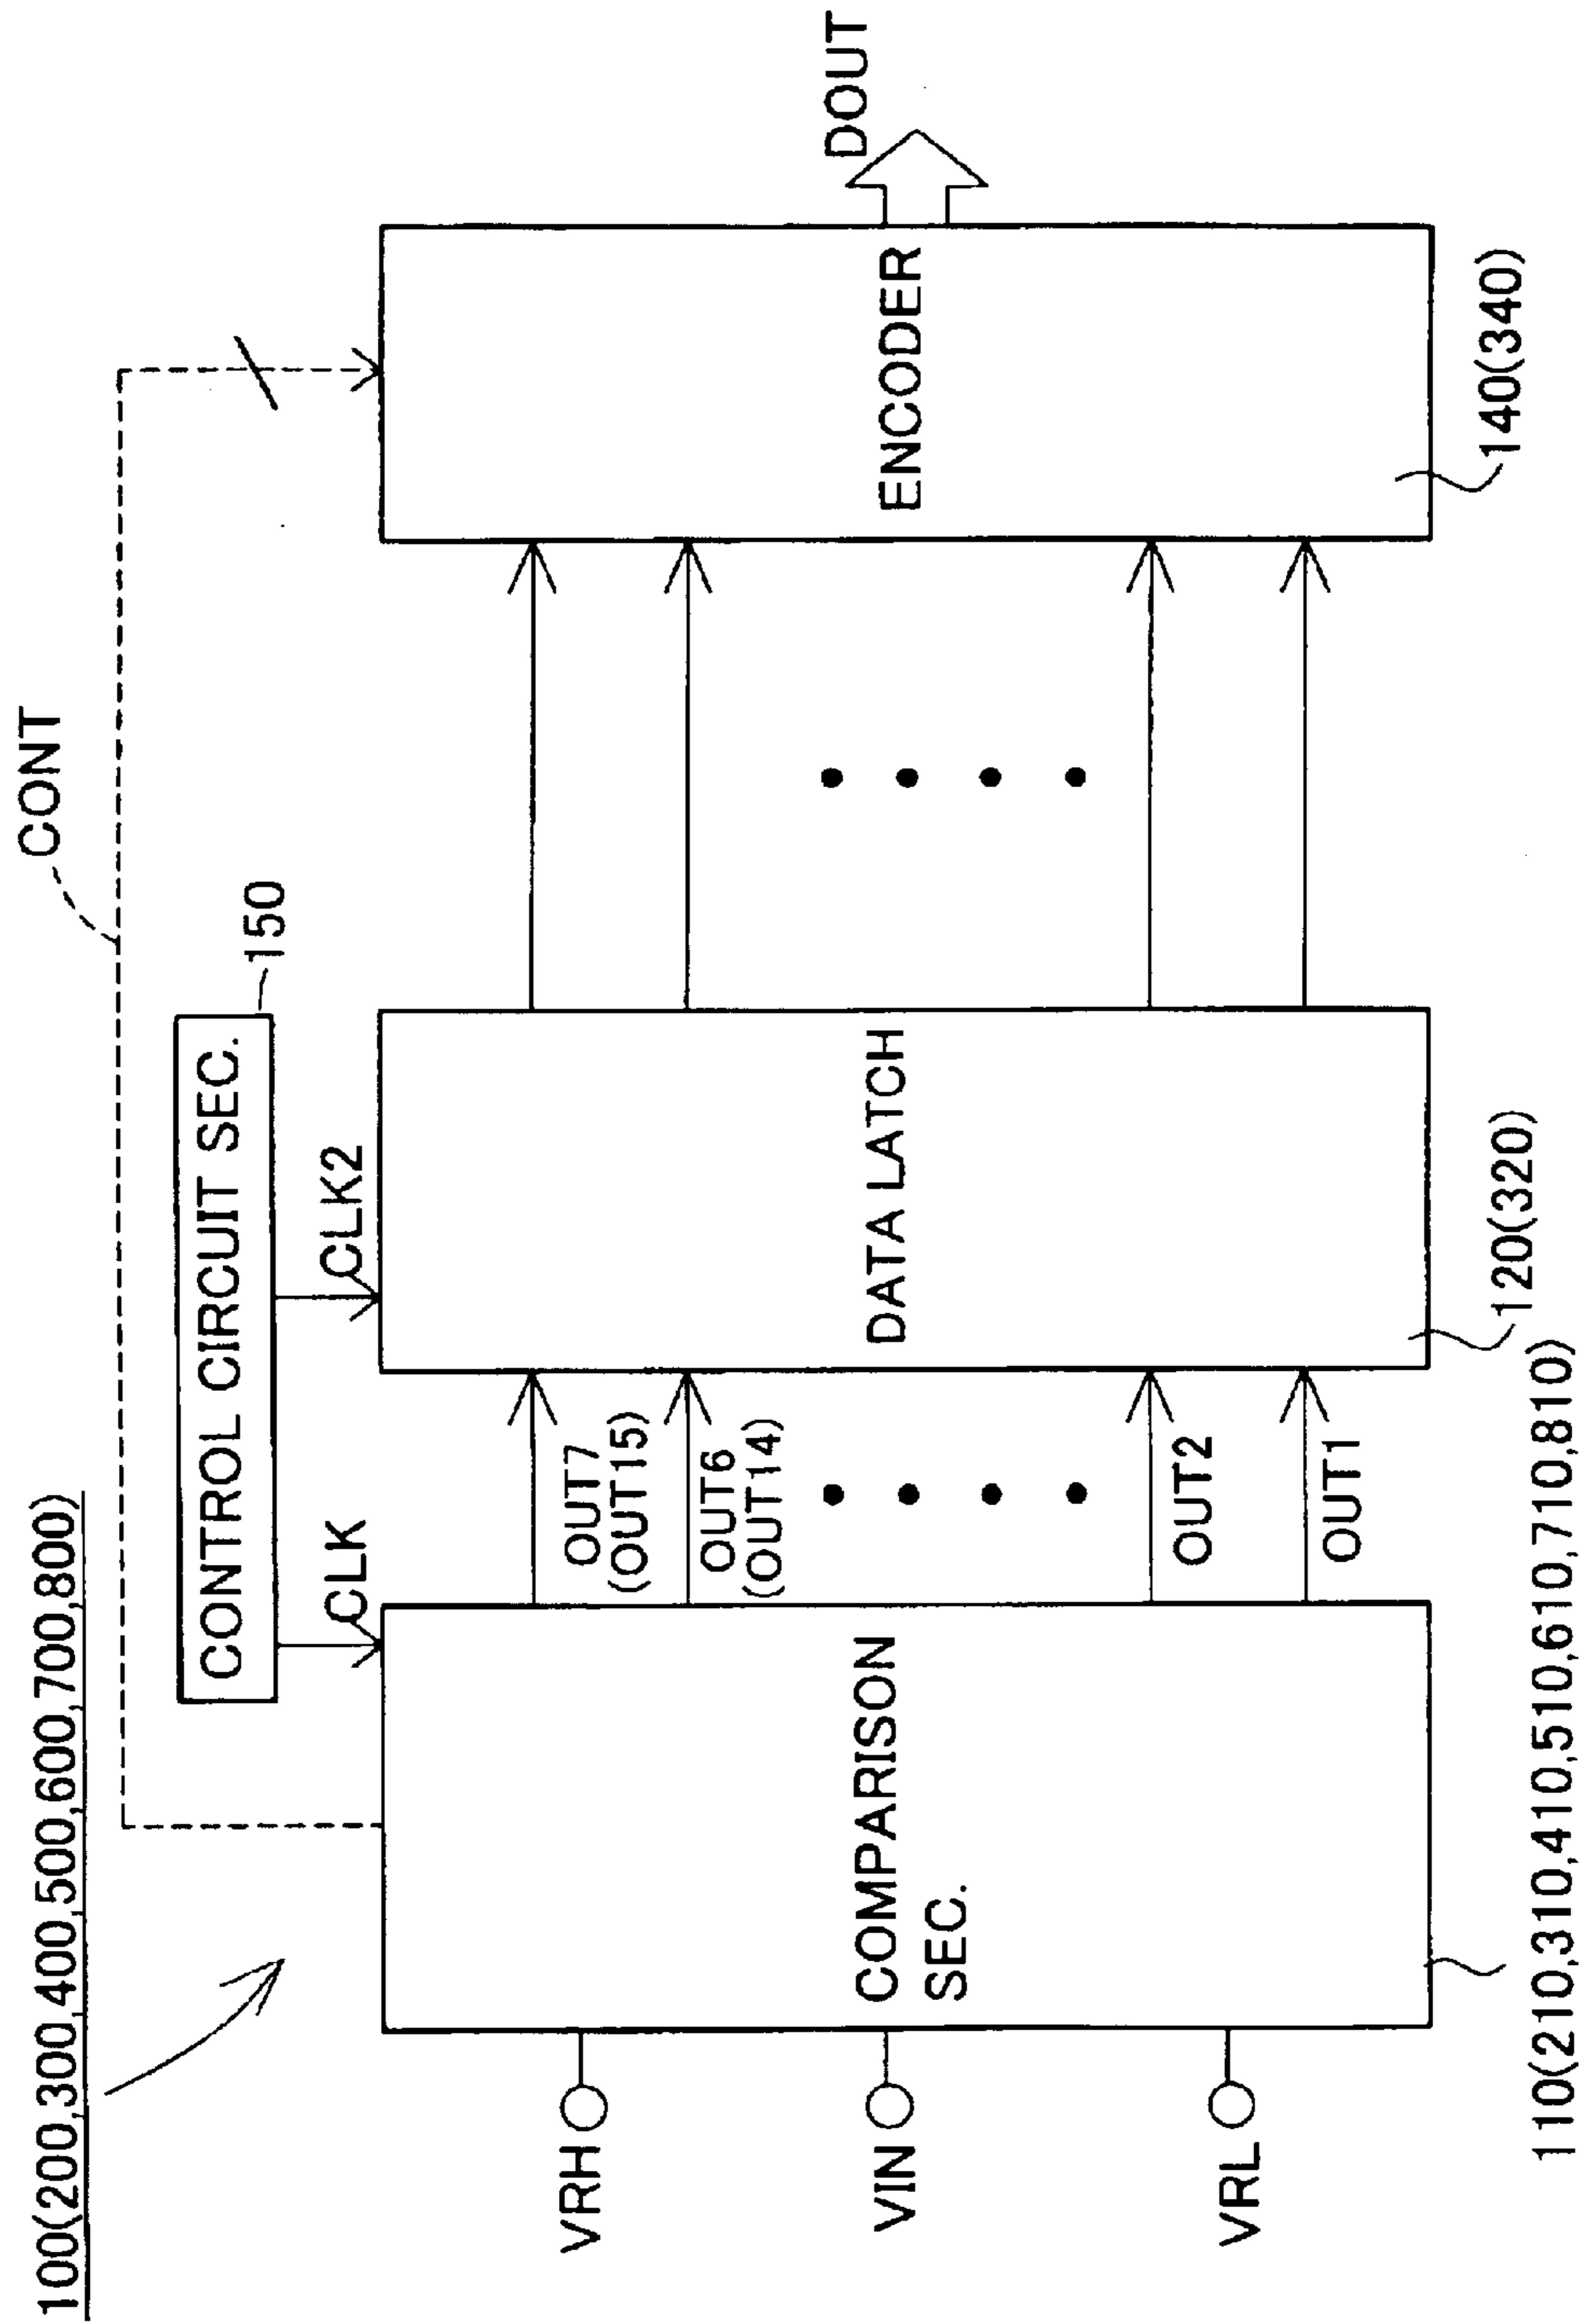 100(200,300,400,500,600,700,800)
CONT
CONTROL CIRCUIT SEC.
150
CLK
CLK2
DOUT
VRH
VIN
VRL
COMPARISON
SEC.
OUT7
(OUT15)
OUT6
(OUT14)
OUT2
OUT1
DATA LATCH
ENCODER
110(210,310,410,510,610,710,810)
120(320)
140(340)